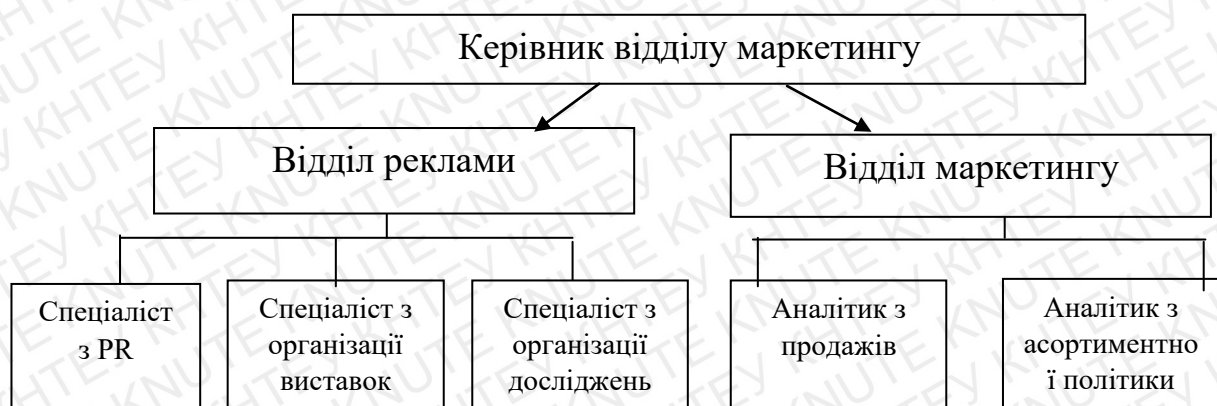 Керівник відділу маркетингу
Відділ реклами
Відділ маркетингу
Спеціаліст
з PR
Спеціаліст з
організації
виставок
Спеціаліст з
організації
досліджень
Аналітик з
продажів
Аналітик з
асортиментно
ї політики